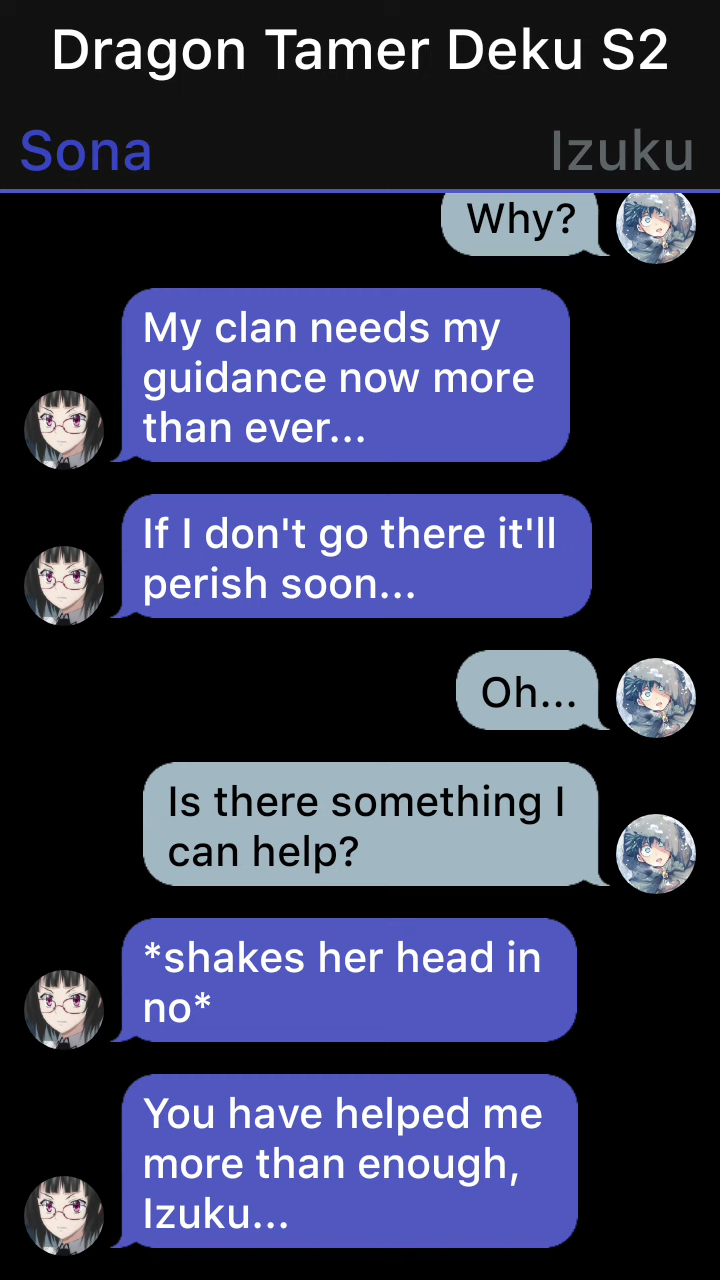 Dragon Tamer Deku S2
Sona
Izuku
Why?
My clan needs my
guidance now more
than ever...
If I don't go there it'll
perish soon...
Oh...
Is there something I
can help?
*shakes her head in
no*
You have helped me
more than enough,
Izuku...